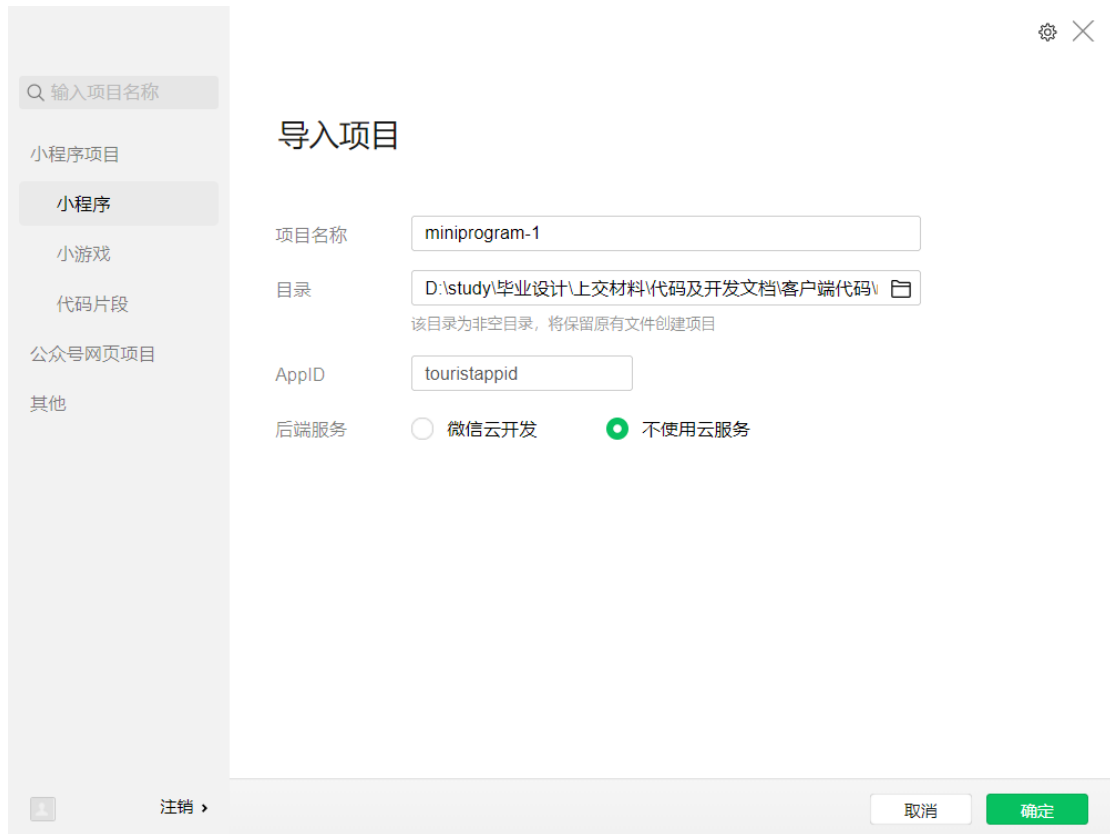 输入项目名称
小程序项目
小程序
小游戏
代码片段
公众号网页项目
其他
注销
导入项目
项目名称 miniprogram-1
目录 D:\study\毕业设计\上交材料\代码及开发文档\客户端代码\
该目录为非空目录，将保留原有文件创建项目
AppID touristappid
后端服务 微信云开发 不使用云服务
取消 确定